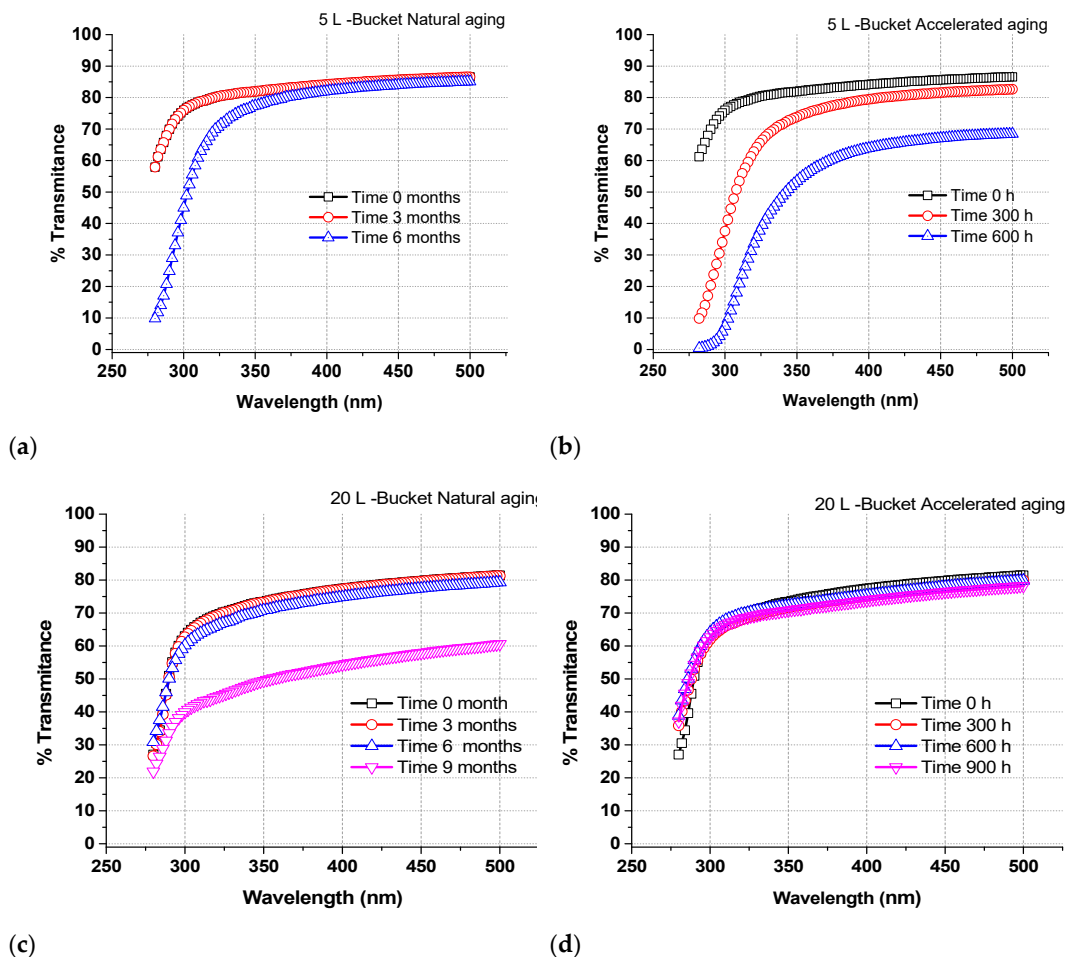 5 L -Bucket Natural aging
100
90
80
70
60
50
40
30
20
10
0
% Transmitance
Time 0 months
Time 3 months
Time 6 months
250 300 350 400 450 500
Wavelength (nm)
(a)
5 L -Bucket Accelerated aging
100
90
80
70
60
50
40
30
20
10
0
% Transmitance
Time 0 h
Time 300 h
Time 600 h
250 300 350 400 450 500
Wavelength (nm)
(b)
20 L -Bucket Natural aging
100
90
80
70
60
50
40
30
20
10
0
% Transmitance
Time 0 month
Time 3 months
Time 6 months
Time 9 months
250 300 350 400 450 500
Wavelength (nm)
(c)
20 L -Bucket Accelerated aging
100
90
80
70
60
50
40
30
20
10
0
% Transmitance
Time 0 h
Time 300 h
Time 600 h
Time 900 h
250 300 350 400 450 500
Wavelength (nm)
(d)